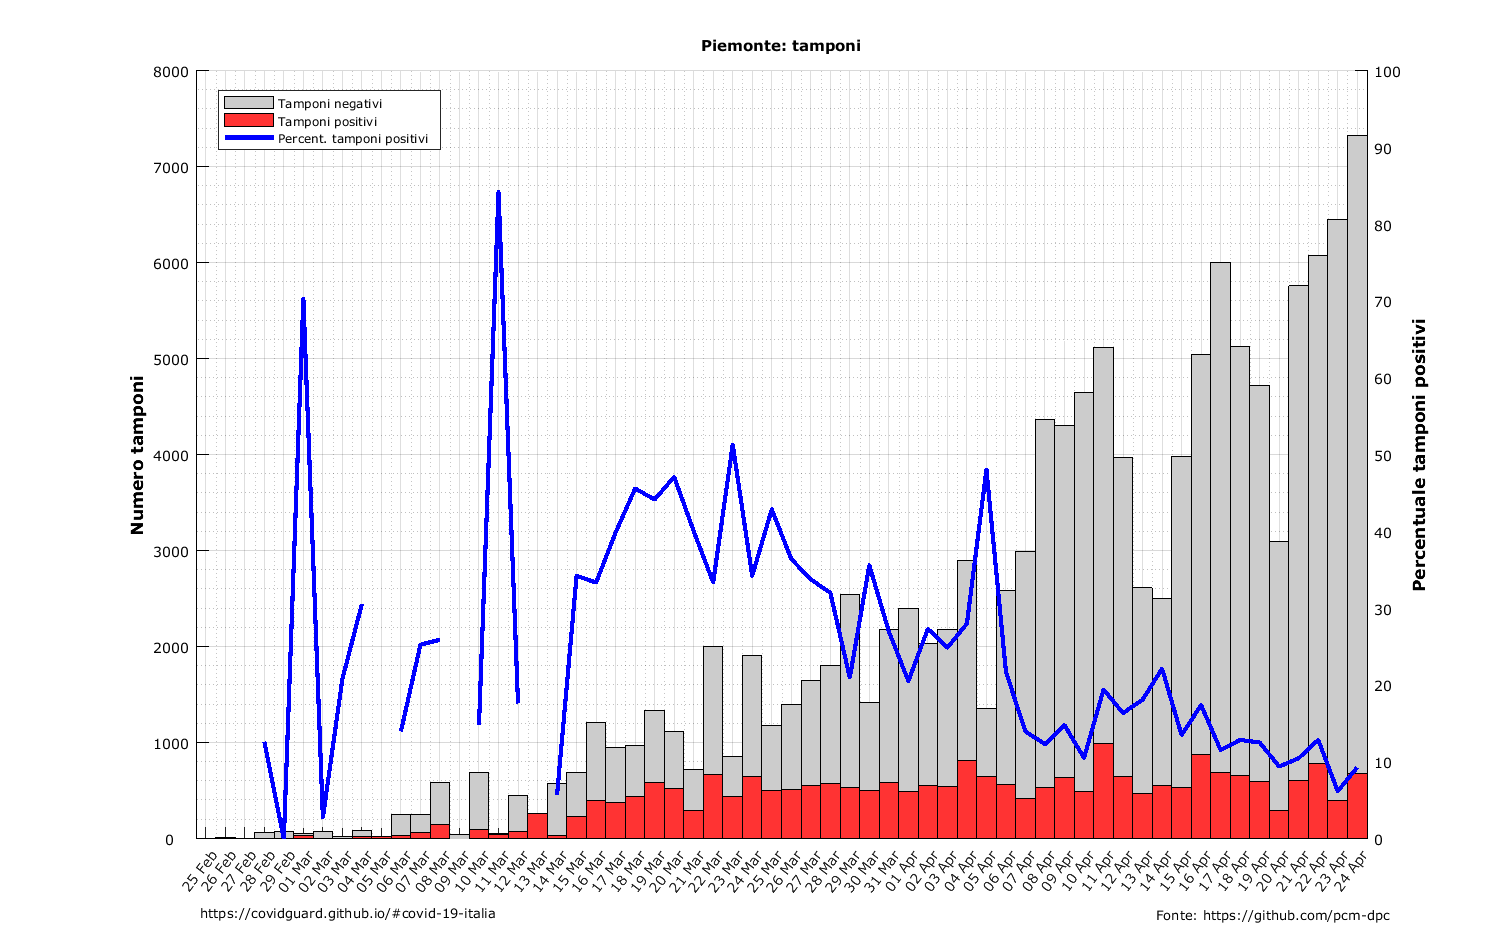 Piemonte: tamponi
Tamponi negativi
Tamponi positivi
Percent. tamponi positivi
Numero tamponi
8000
7000
6000
5000
4000
3000
2000
1000
0
Percentuale tamponi positivi
100
90
80
70
60
50
40
30
20
10
0
25 Feb
26 Feb
27 Feb
28 Feb
29 Feb
01 Mar
02 Mar
03 Mar
04 Mar
05 Mar
06 Mar
07 Mar
08 Mar
09 Mar
10 Mar
11 Mar
12 Mar
13 Mar
14 Mar
15 Mar
16 Mar
17 Mar
18 Mar
19 Mar
20 Mar
21 Mar
22 Mar
23 Mar
24 Mar
25 Mar
26 Mar
27 Mar
28 Mar
29 Mar
30 Mar
31 Mar
01 Apr
02 Apr
03 Apr
04 Apr
05 Apr
06 Apr
07 Apr
08 Apr
09 Apr
10 Apr
11 Apr
12 Apr
13 Apr
14 Apr
15 Apr
16 Apr
17 Apr
18 Apr
19 Apr
20 Apr
21 Apr
22 Apr
23 Apr
24 Apr
https://covidguard.github.io/#covid-19-italia
Fonte: https://github.com/pcm-dpc